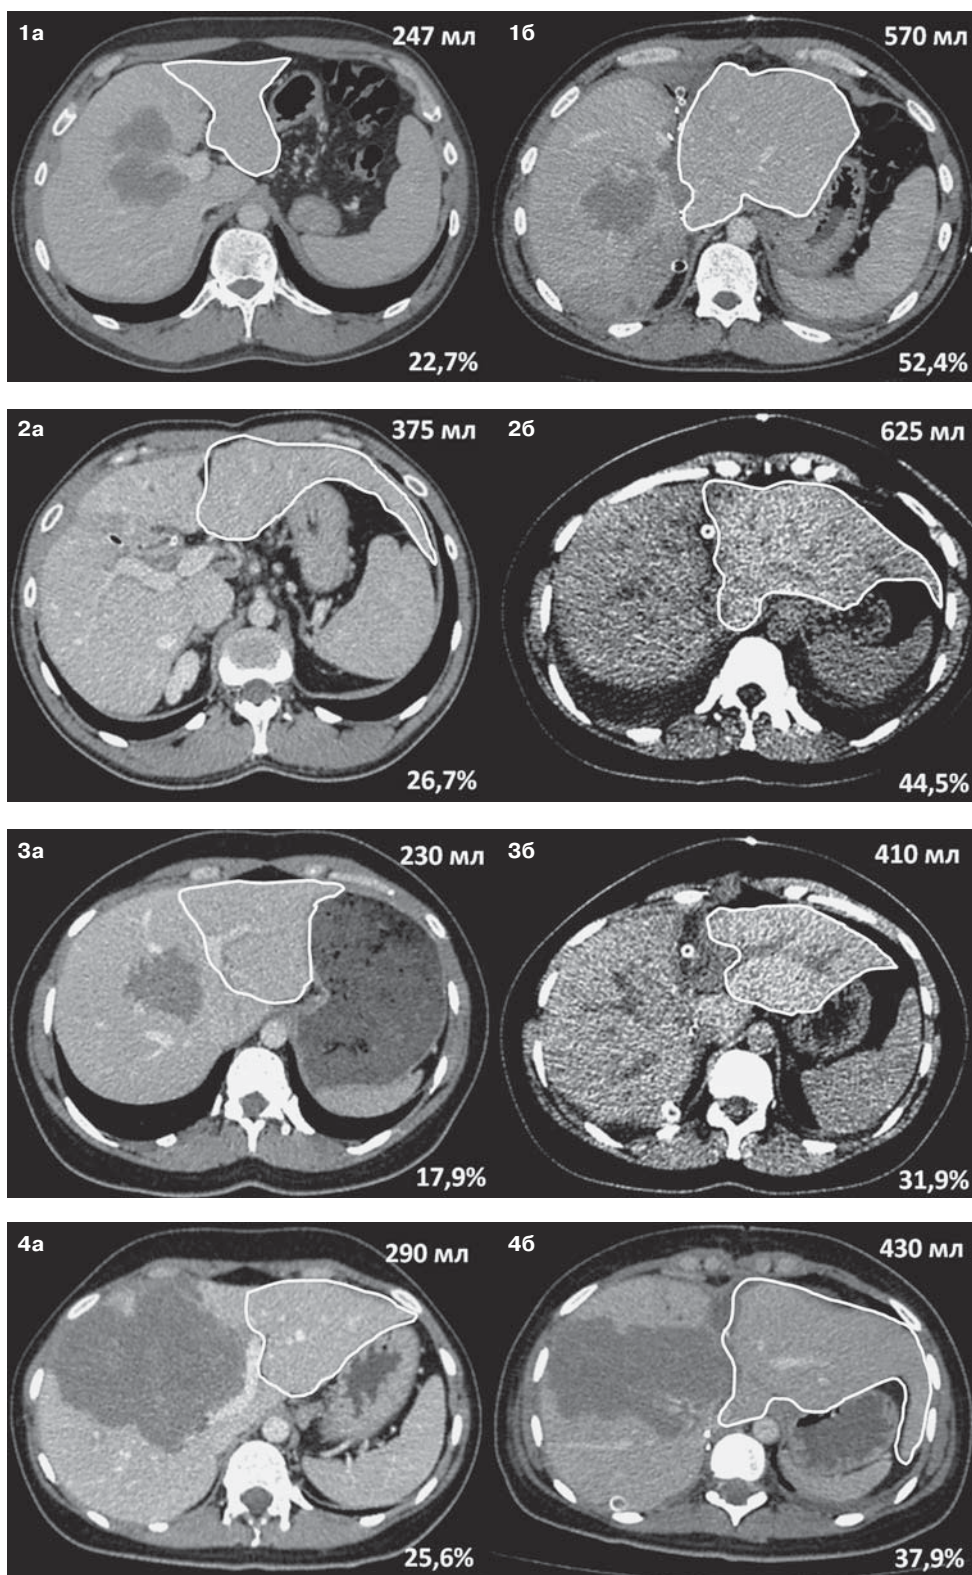 1а
247 мл
1б
570 мл
22,7%
52,4%
2а
375 мл
2б
625 мл
26,7%
44,5%
3а
230 мл
3б
410 мл
17,9%
31,9%
4а
290 мл
4б
430 мл
25,6%
37,9%